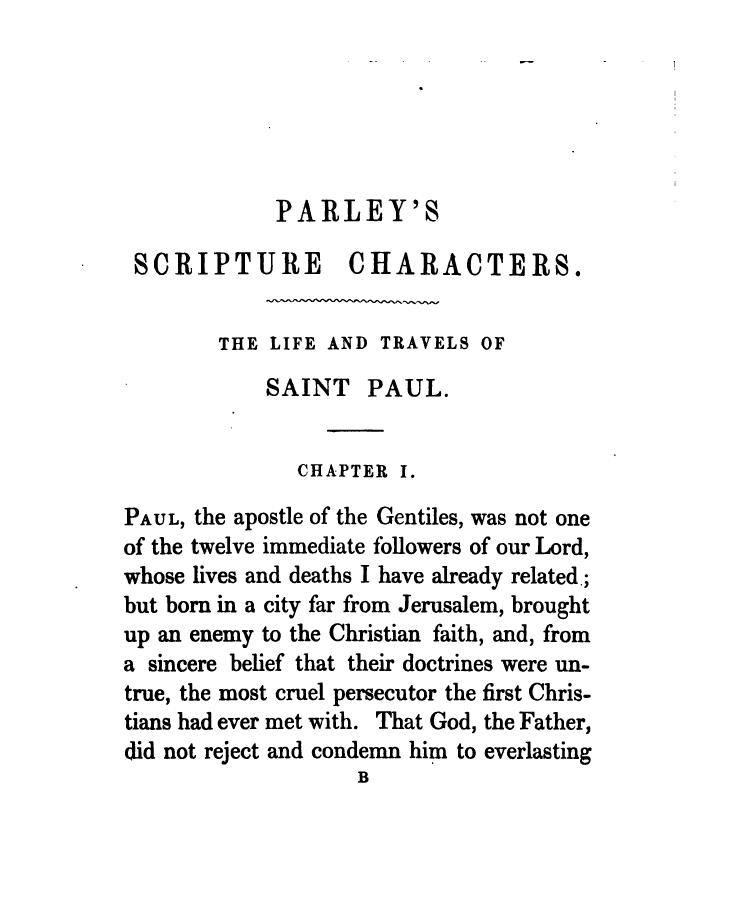 PARLEY'S
SCRIPTURE CHARACTERS.
THE LIFE AND TRAVELS OF
SAINT PAUL.
CHAPTER I.
PAUL, the apostle of the Gentiles, was not one
of the twelve immediate followers of our Lord,
whose lives and deaths I have already related;
but born in a city far from Jerusalem, brought
up an enemy to the Christian faith, and, from
a sincere belief that their doctrines were un-
true, the most cruel persecutor the first Chris-
tians had ever met with. That God, the Father,
did not reject and condemn him to everlasting
B